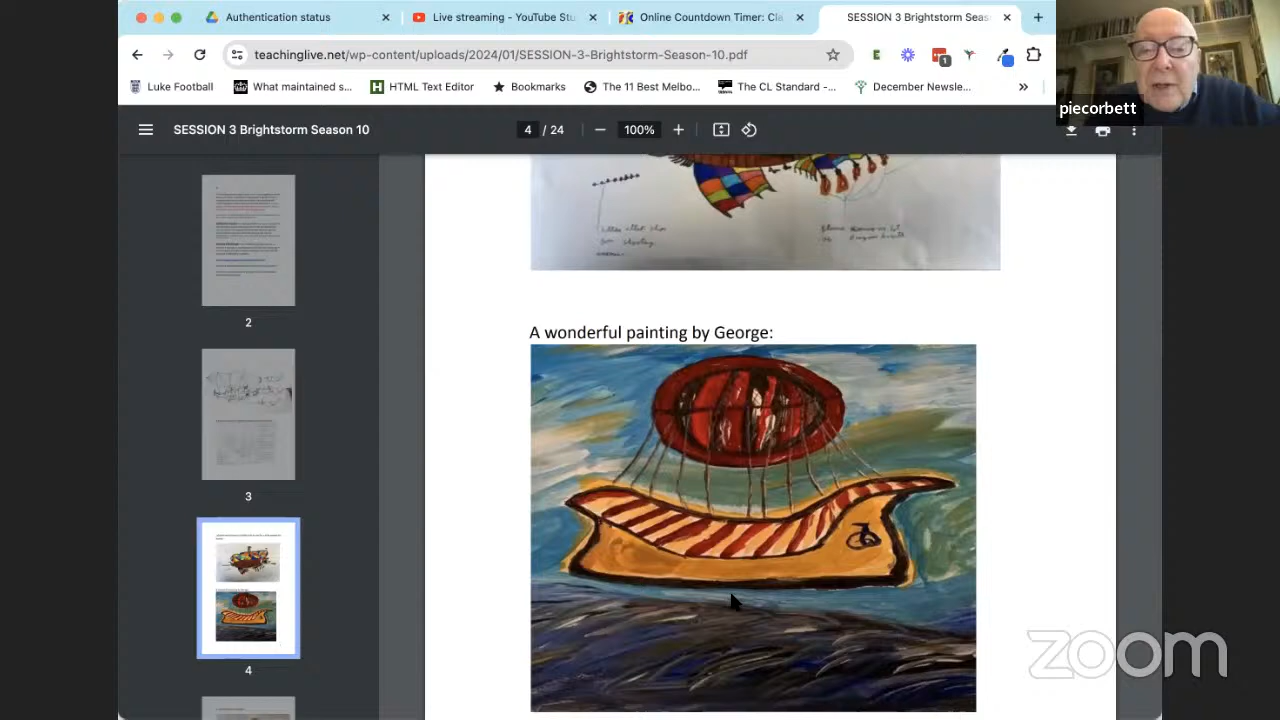 Authentication status
Live streaming - YouTube Stu
Online Countdown Timer: Cla
SESSION 3 Brightstorm Seas
teachinglive.net/wp-content/uploads/2024/01/SESSION-3-Brightstorm-Season-10.pdf
Luke Football
What maintained s...
HTML Text Editor
Bookmarks
The 11 Best Melbo...
The CL Standard -...
December Newsle...
piecorbett
SESSION 3 Brightstorm Season 10
4 / 24
100%
2
3
4
A wonderful painting by George:
zoom